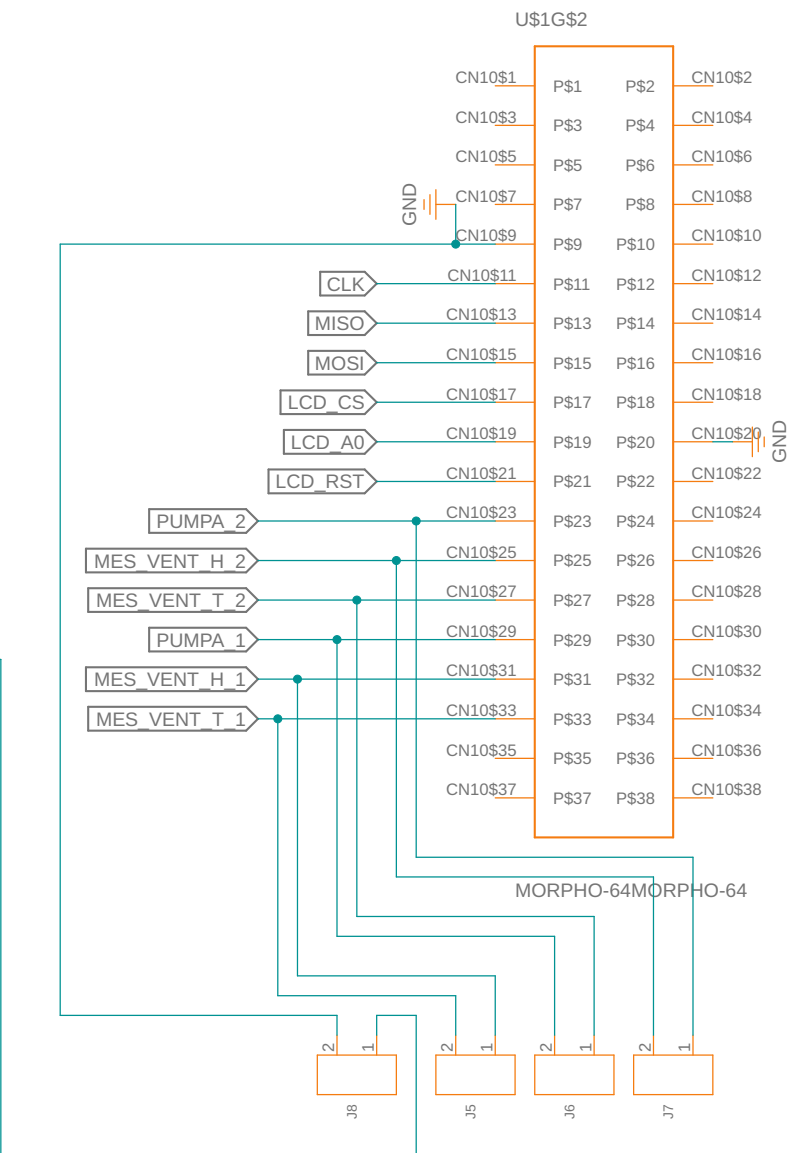 U$1G$2
CN10$1 P$1 P$2 CN10$2
CN10$3 P$3 P$4 CN10$4
CN10$5 P$5 P$6 CN10$6
GND CN10$7 P$7 P$8 CN10$8
CN10$9 P$9 P$10 CN10$10
CLK CN10$11 P$11 P$12 CN10$12
MISO CN10$13 P$13 P$14 CN10$14
MOSI CN10$15 P$15 P$16 CN10$16
LCD_CS CN10$17 P$17 P$18 CN10$18
LCD_A0 CN10$19 P$19 P$20 CN10$20 GND
LCD_RST CN10$21 P$21 P$22 CN10$22
PUMPA_2 CN10$23 P$23 P$24 CN10$24
MES_VENT_H_2 CN10$25 P$25 P$26 CN10$26
MES_VENT_T_2 CN10$27 P$27 P$28 CN10$28
PUMPA_1 CN10$29 P$29 P$30 CN10$30
MES_VENT_H_1 CN10$31 P$31 P$32 CN10$32
MES_VENT_T_1 CN10$33 P$33 P$34 CN10$34
CN10$35 P$35 P$36 CN10$36
CN10$37 P$37 P$38 CN10$38
MORPHO-64MORPHO-64
2 1 2 1 2 1 2 1
J8 J5 J6 J7